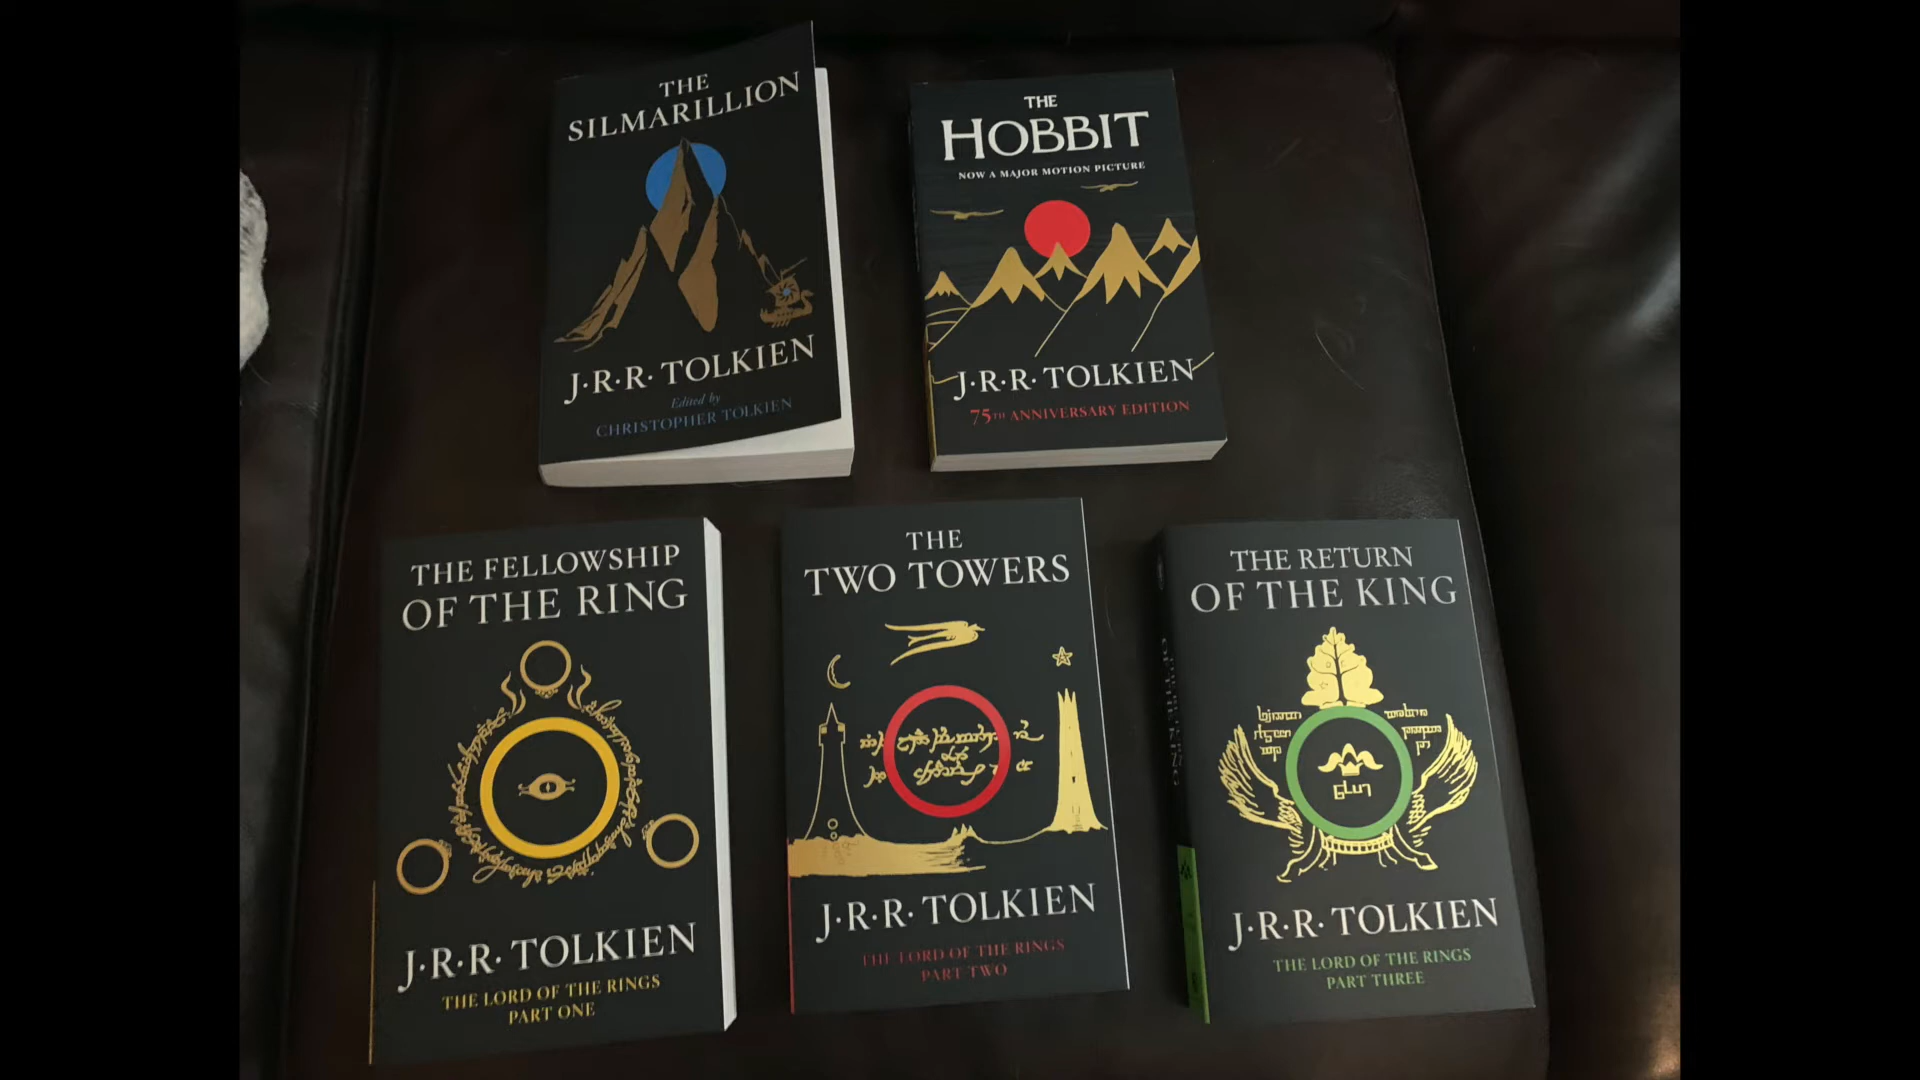 THE
SILMARILLION
J·R·R· TOLKIEN
Edited by
CHRISTOPHER TOLKIEN
THE
HOBBIT
NOW A MAJOR MOTION PICTURE
J·R·R· TOLKIEN
75TH ANNIVERSARY EDITION
THE FELLOWSHIP
OF THE RING
J·R·R· TOLKIEN
THE LORD OF THE RINGS
PART ONE
THE
TWO TOWERS
J·R·R· TOLKIEN
THE LORD OF THE RINGS
PART TWO
THE RETURN
OF THE KING
J·R·R· TOLKIEN
THE LORD OF THE RINGS
PART THREE